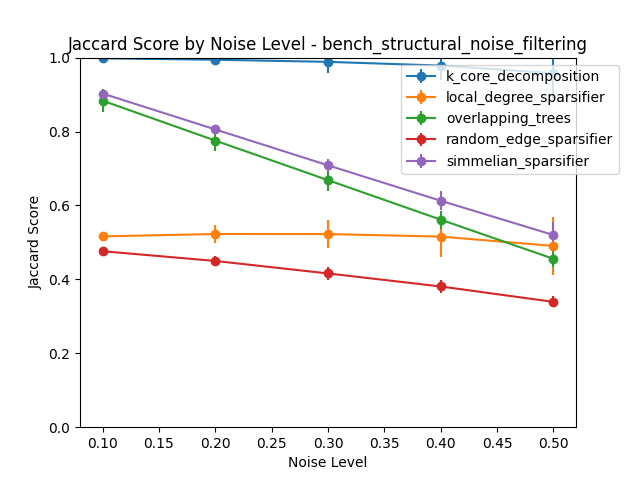 Jaccard Score by Noise Level - bench_structural_noise_filtering
1.0
0.8
0.6
0.4
0.2
0.0
Jaccard Score
k_core_decomposition
local_degree_sparsifier
overlapping_trees
random_edge_sparsifier
simmelian_sparsifier
0.10 0.15 0.20 0.25 0.30 0.35 0.40 0.45 0.50
Noise Level